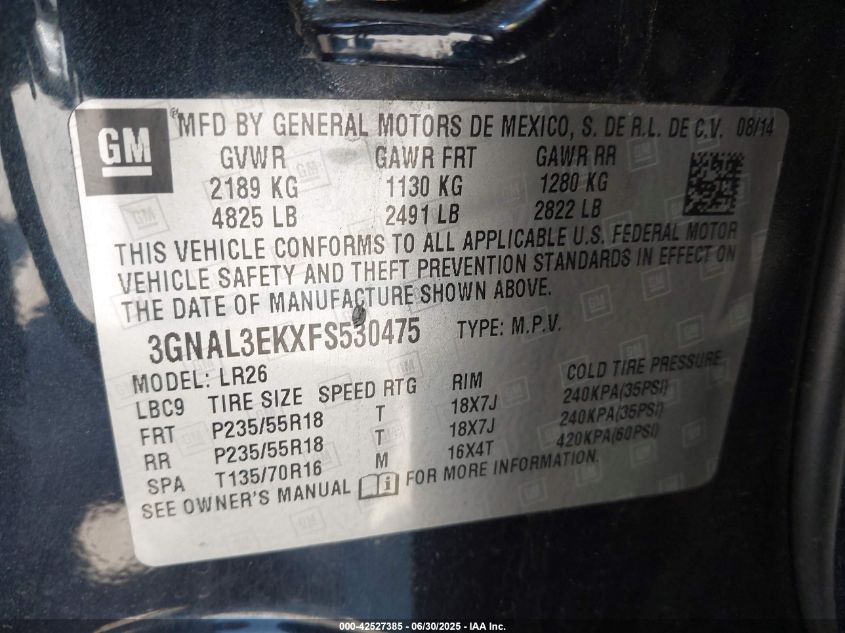 GM
® MFD BY GENERAL MOTORS DE MEXICO, S. DE R.L. DE C.V. 08/14
GVWR GAWR FRT GAWR RR
2189 KG 1130 KG 1280 KG
4825 LB 2491 LB 2822 LB
THIS VEHICLE CONFORMS TO ALL APPLICABLE U.S. FEDERAL MOTOR
VEHICLE SAFETY AND THEFT PREVENTION STANDARDS IN EFFECT ON
THE DATE OF MANUFACTURE SHOWN ABOVE.
3GNAL3EKXFS530475 TYPE: M.P.V.
MODEL: LR26
LBC9 TIRE SIZE SPEED RTG RIM COLD TIRE PRESSURE
FRT P235/55R18 T 18X7J 240KPA(35PSI)
RR P235/55R18 T 18X7J 240KPA(35PSI)
SPA T135/70R16 M 16X4T 420KPA(60PSI)
SEE OWNER'S MANUAL i FOR MORE INFORMATION.
000-42527385 - 06/30/2025 - IAA Inc.